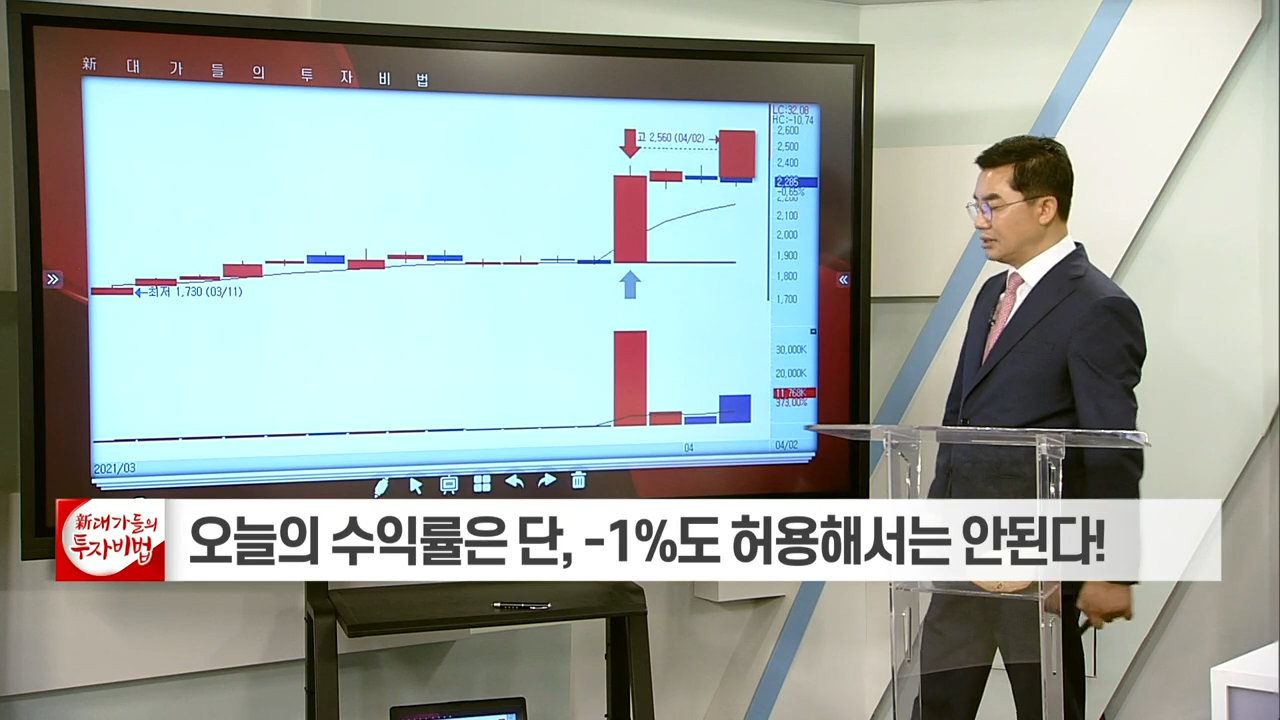 新 대가들의 투자비법
LC:32.08
HC:-10.74
고 2,560 (04/02)
2,600
2,500
2,400
2,285
-0.65%
2,200
2,100
2,000
1,900
1,800
1,700
←최저 1,730 (03/11)
30,000K
20,000K
11,768K
373.00%
04
04/02
2021/03
新 대가들의
투자비법
오늘의 수익률은 단, -1%도 허용해서는 안된다!